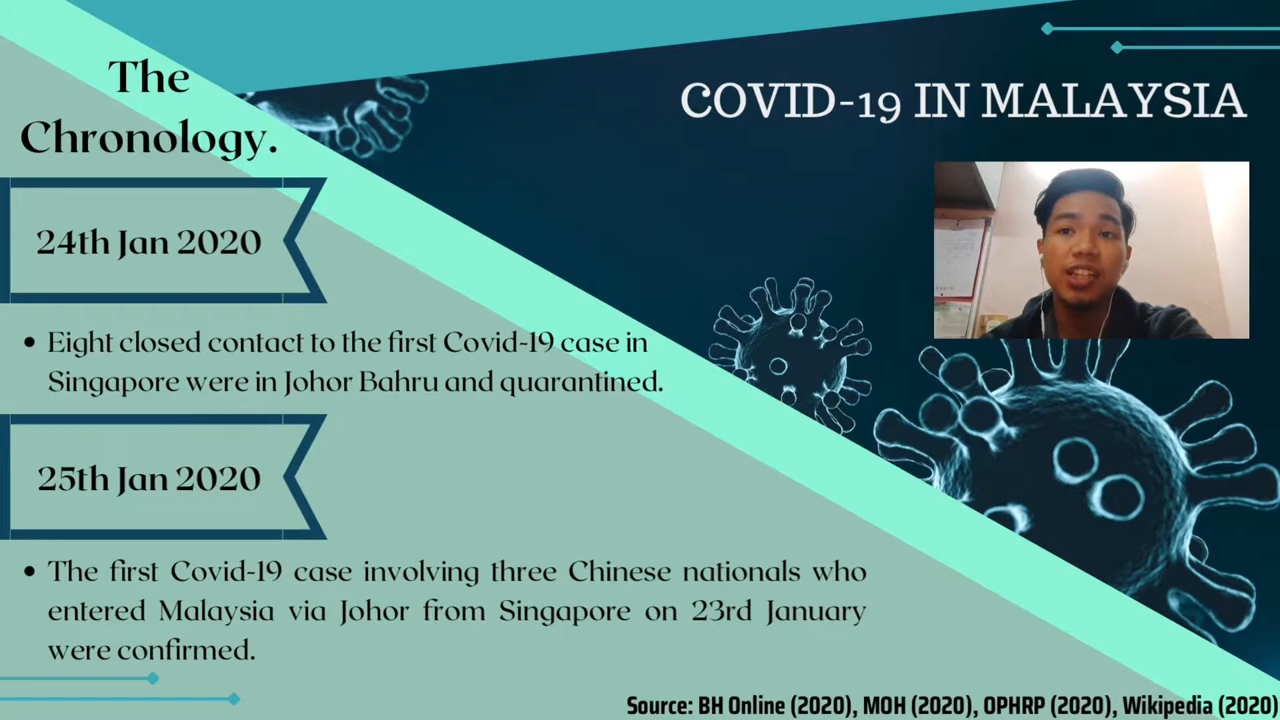 The
Chronology.
COVID-19 IN MALAYSIA
24th Jan 2020
Eight closed contact to the first Covid-19 case in
Singapore were in Johor Bahru and quarantined.
25th Jan 2020
The first Covid-19 case involving three Chinese nationals who
entered Malaysia via Johor from Singapore on 23rd January
were confirmed.
Source: BH Online (2020), MOH (2020), OPHRP (2020), Wikipedia (2020)